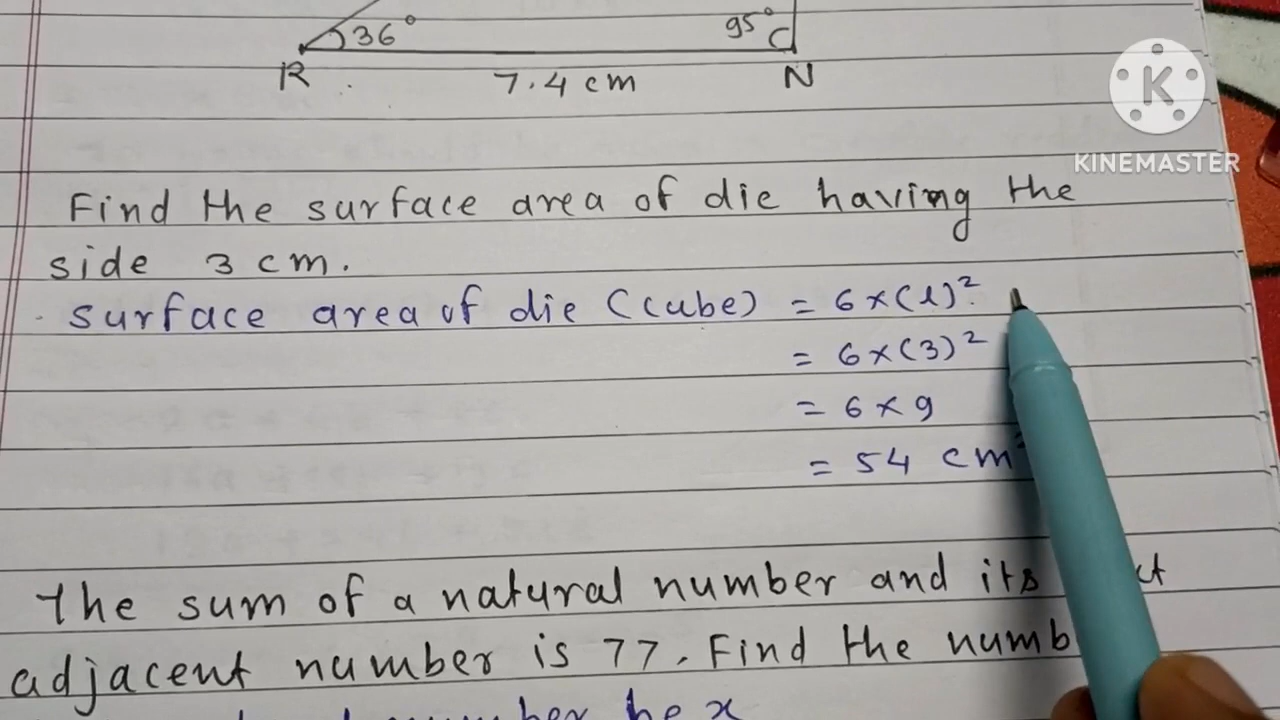 36° 95°
R 7.4 cm N
K
KINEMASTER
Find the surface area of die having the
side 3 cm.
surface area of die (cube) = 6×(l)².
= 6×(3)²
= 6×9
= 54 cm
the sum of a natural number and its
adjacent number is 77. Find the
number be x